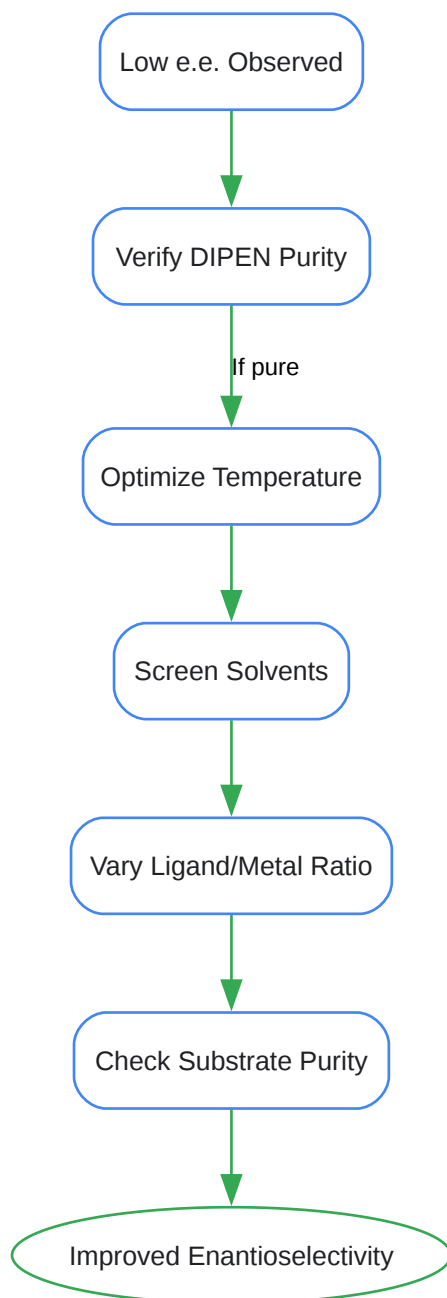 Low e.e. Observed
Verify DIPEN Purity
If pure
Optimize Temperature
Screen Solvents
Vary Ligand/Metal Ratio
Check Substrate Purity
Improved Enantioselectivity